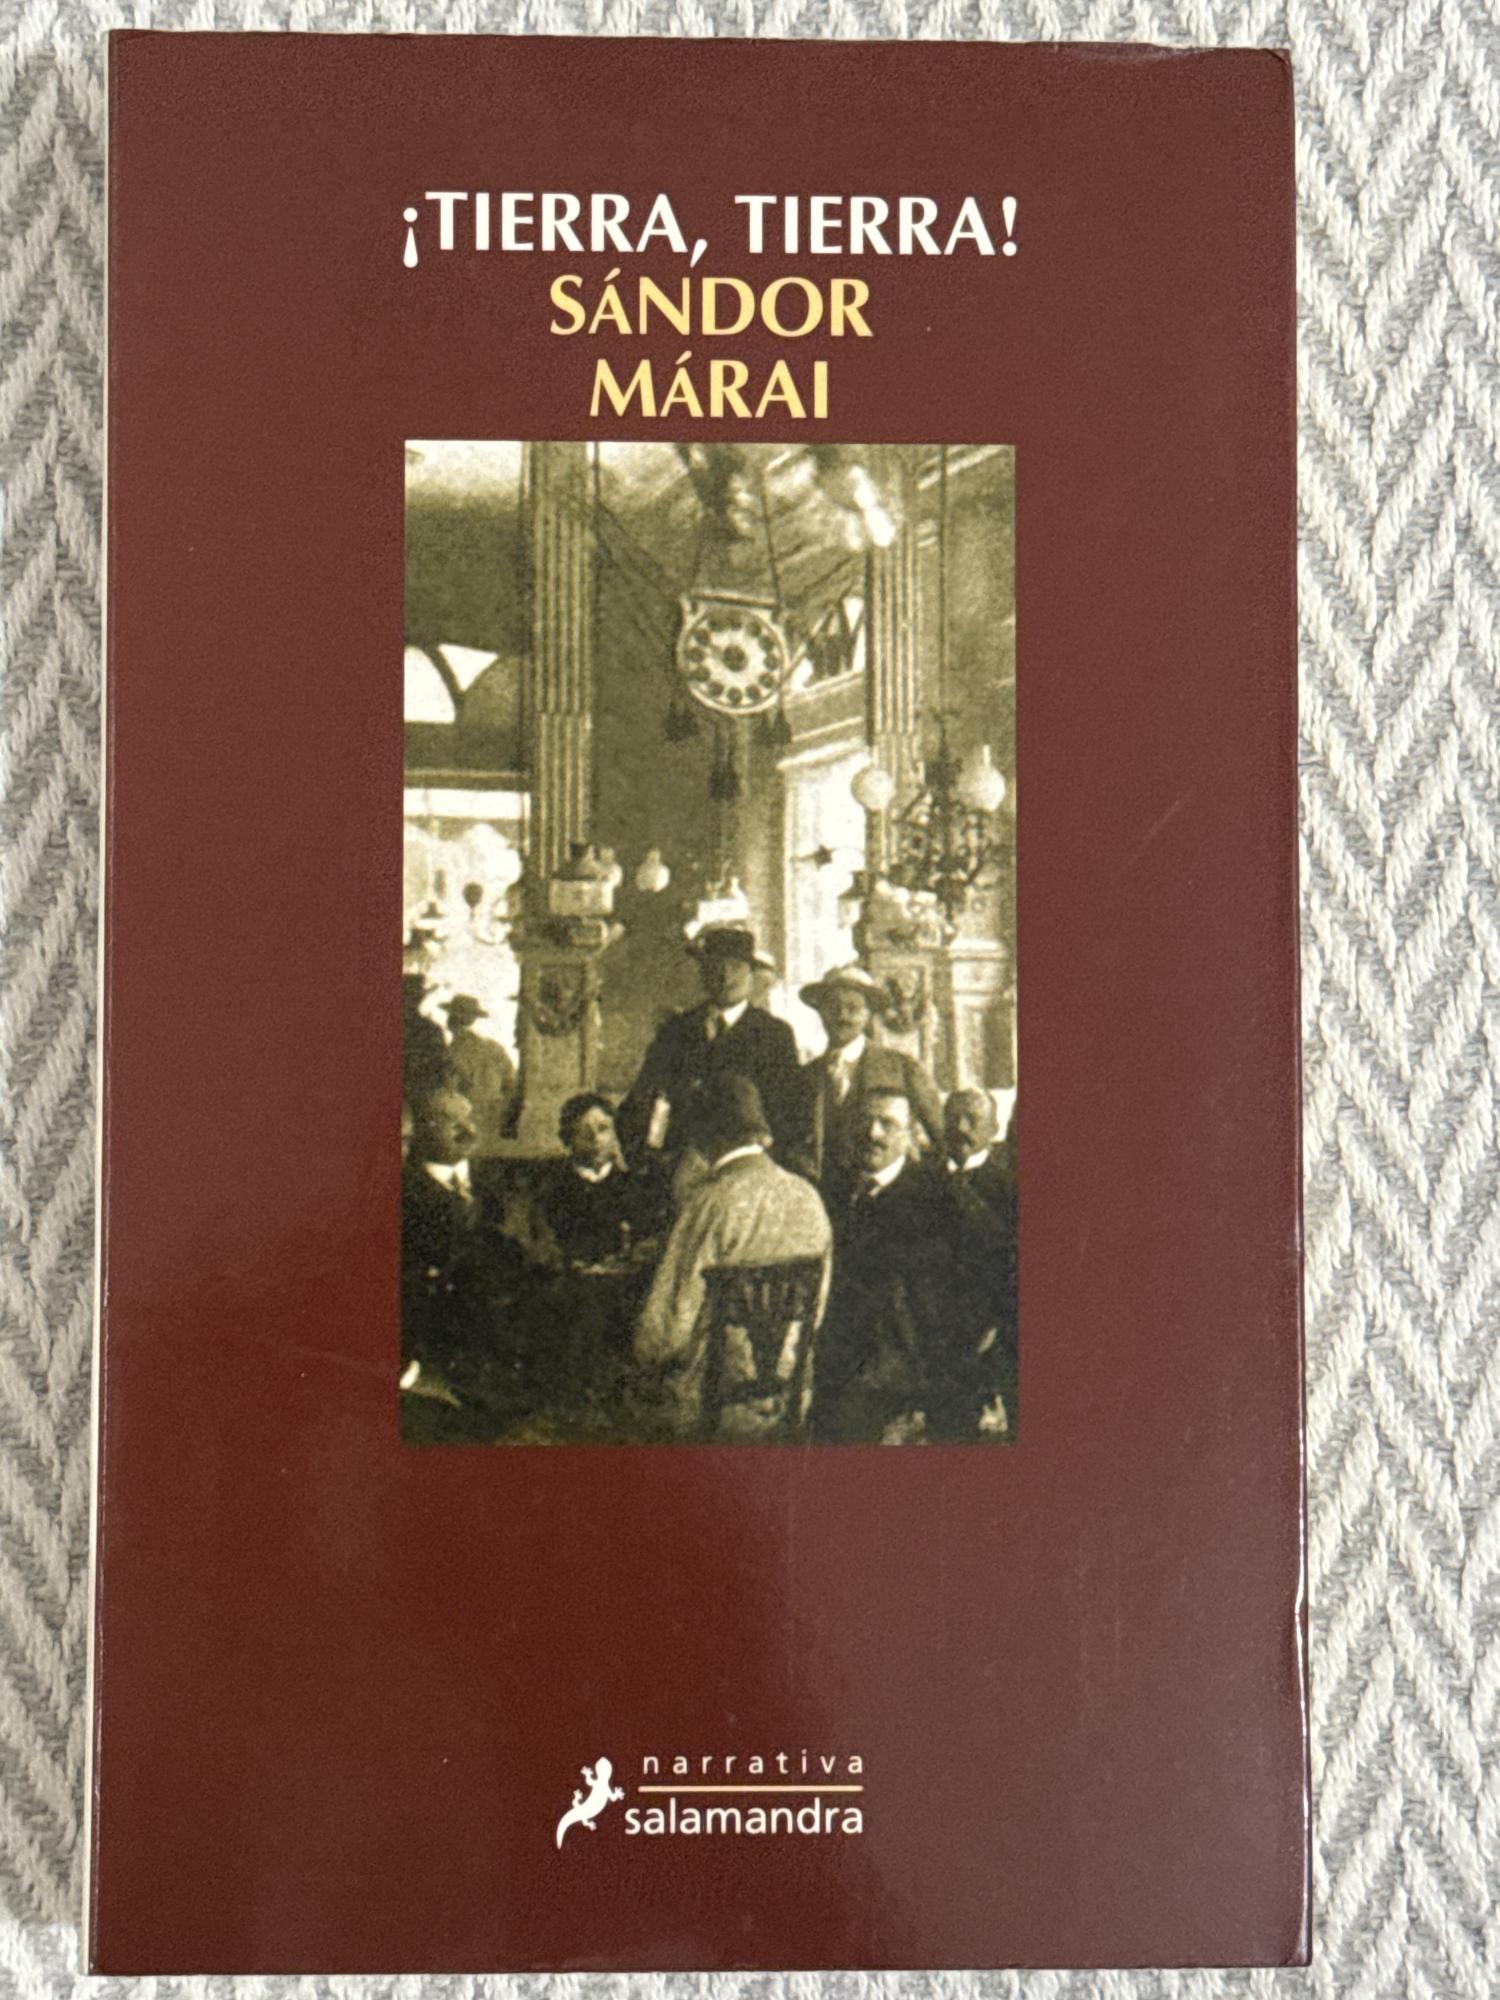 ¡TIERRA, TIERRA!
SÁNDOR
MÁRAI
narrativa
salamandra